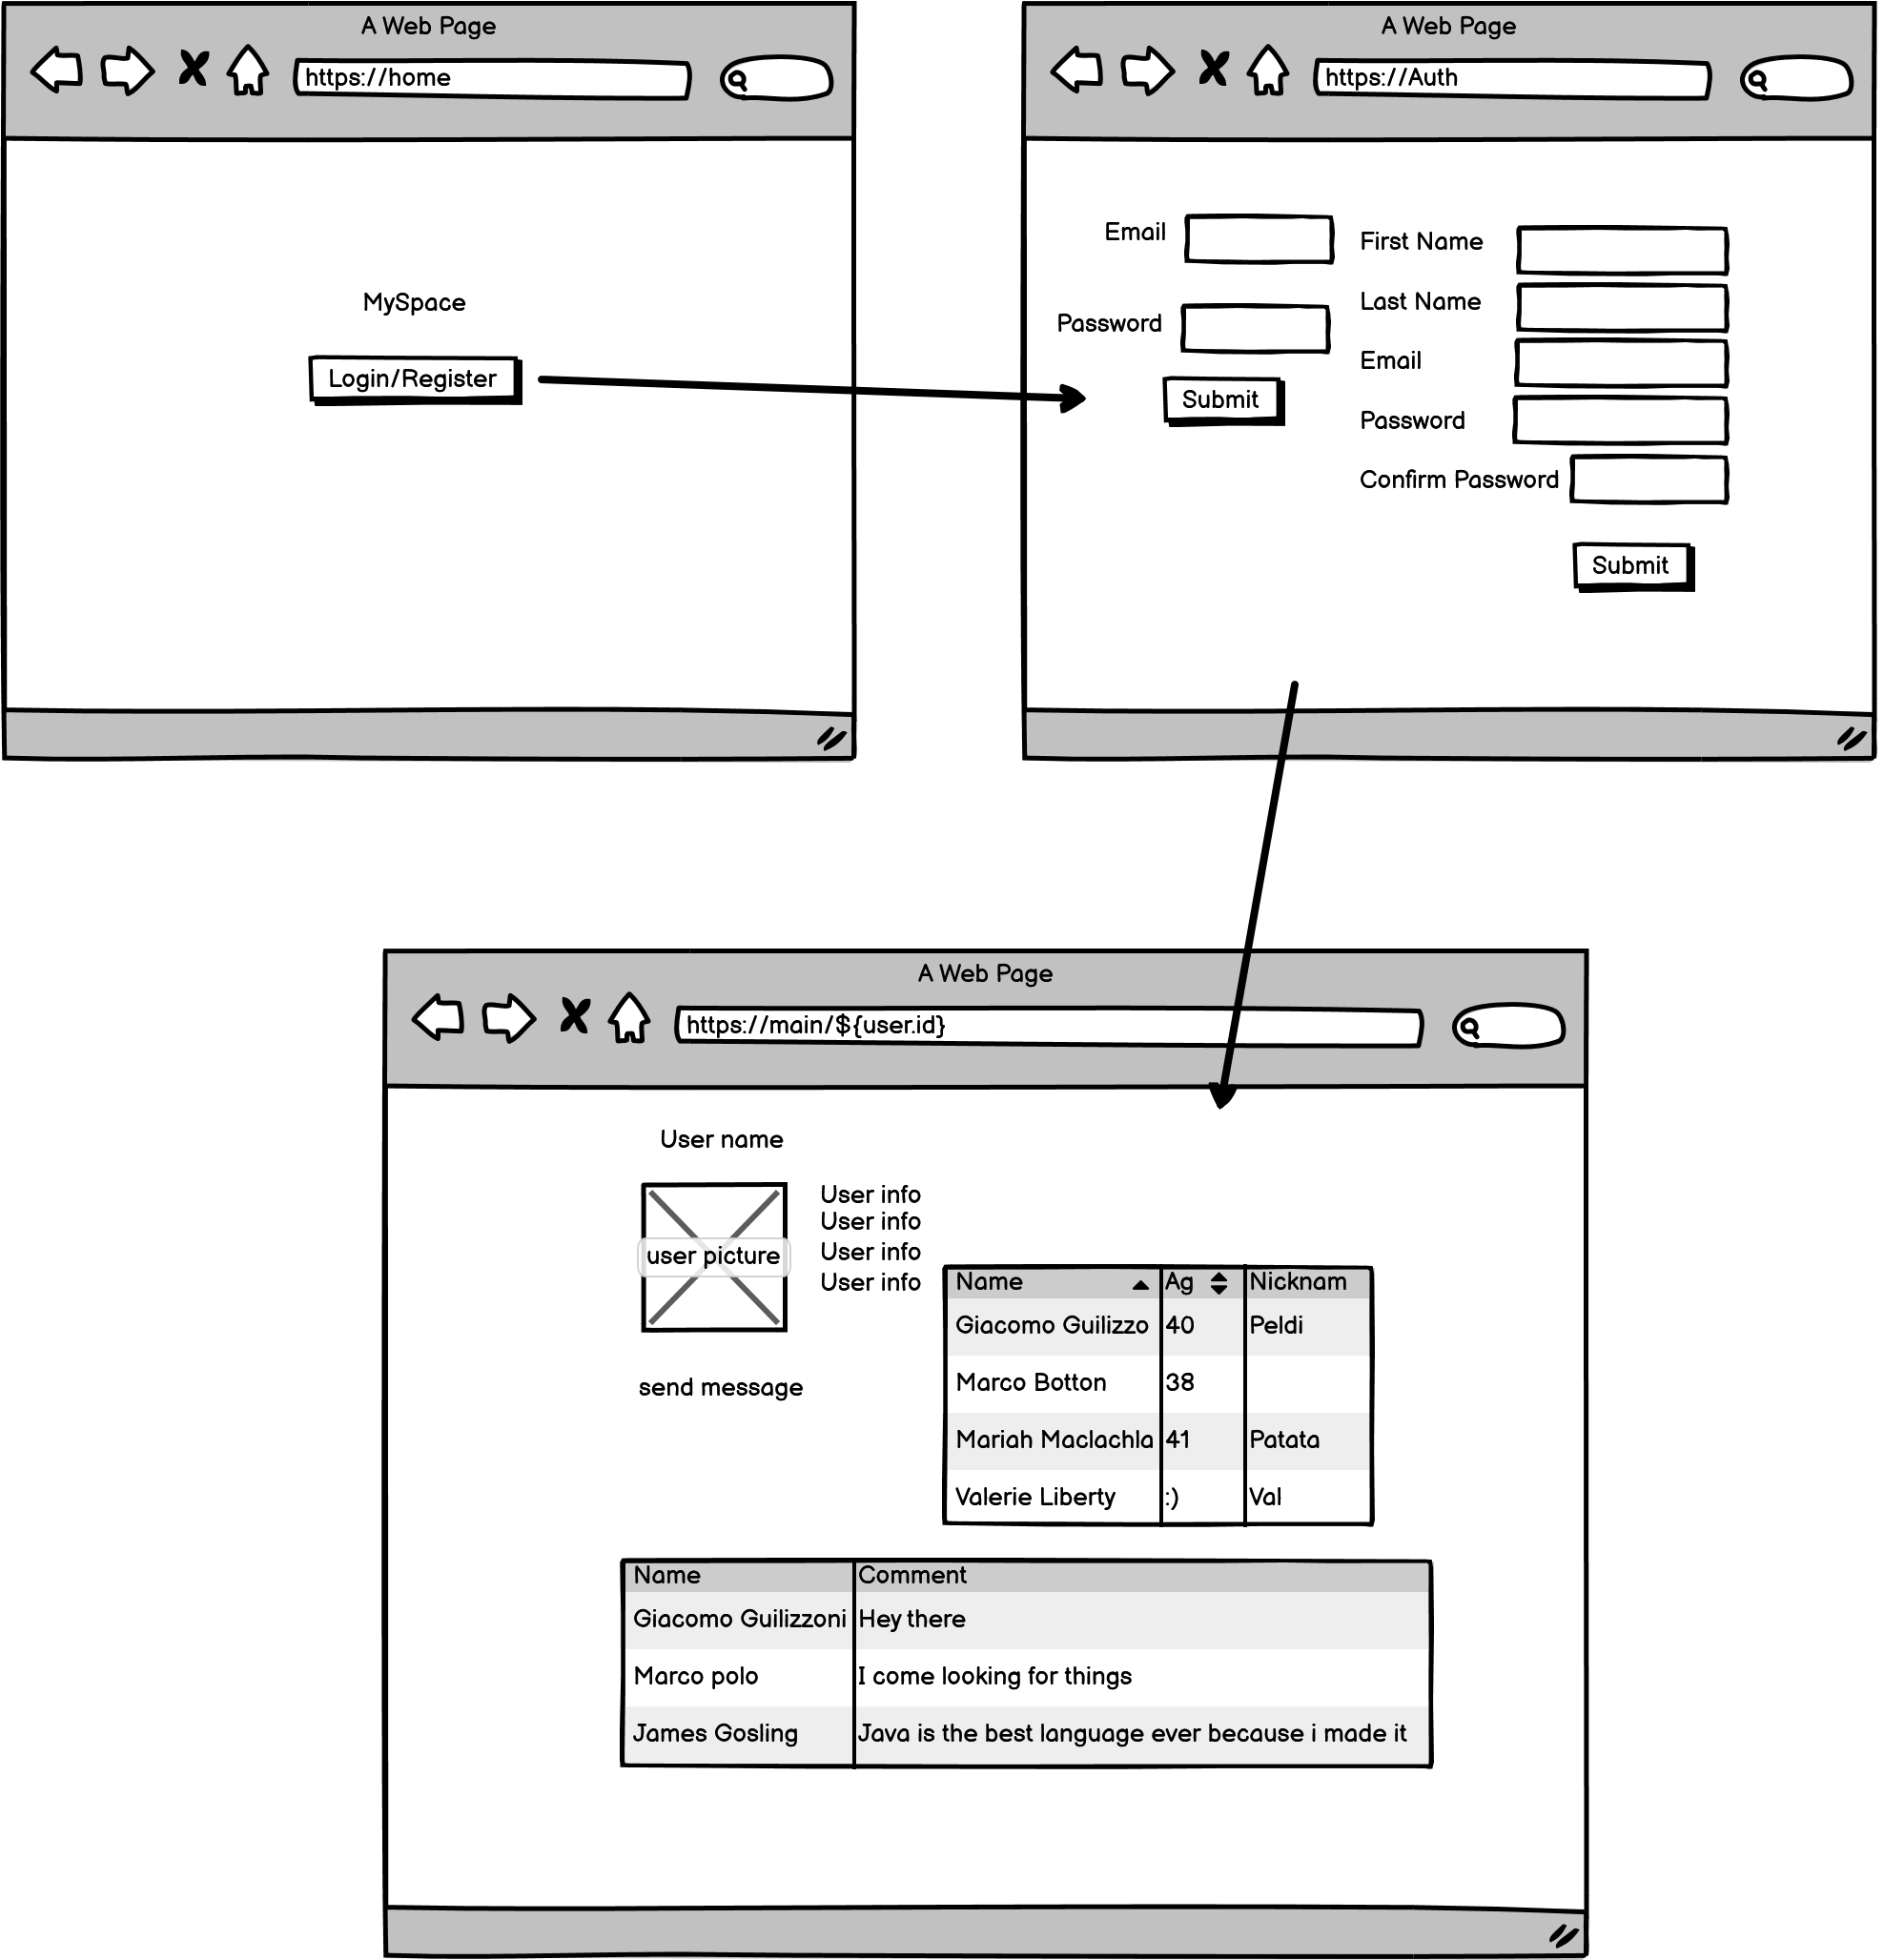 A Web Page
https://home
MySpace
Login/Register
A Web Page
https://Auth
Email
Password
Submit
First Name
Last Name
Email
Password
Confirm Password
Submit
A Web Page
https://main/${user.id}
User name
user picture
User info
User info
User info
User info
send message
Name Ag Nicknam
Giacomo Guilizzo 40 Peldi
Marco Botton 38
Mariah Maclachla 41 Patata
Valerie Liberty :) Val
Name Comment
Giacomo Guilizzoni Hey there
Marco polo I come looking for things
James Gosling Java is the best language ever because i made it